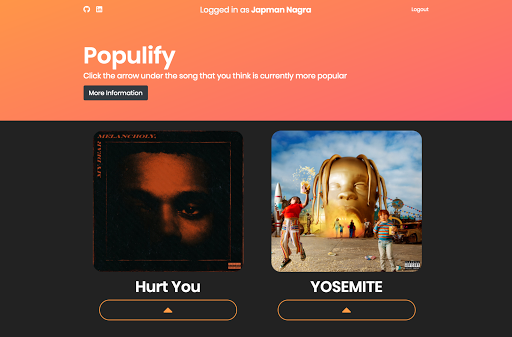 Logged in as Japman Nagra
Logout
Populify
Click the arrow under the song that you think is currently more popular
More Information
MELANCHOLY,
MY DEAR
Hurt You
YOSEMITE